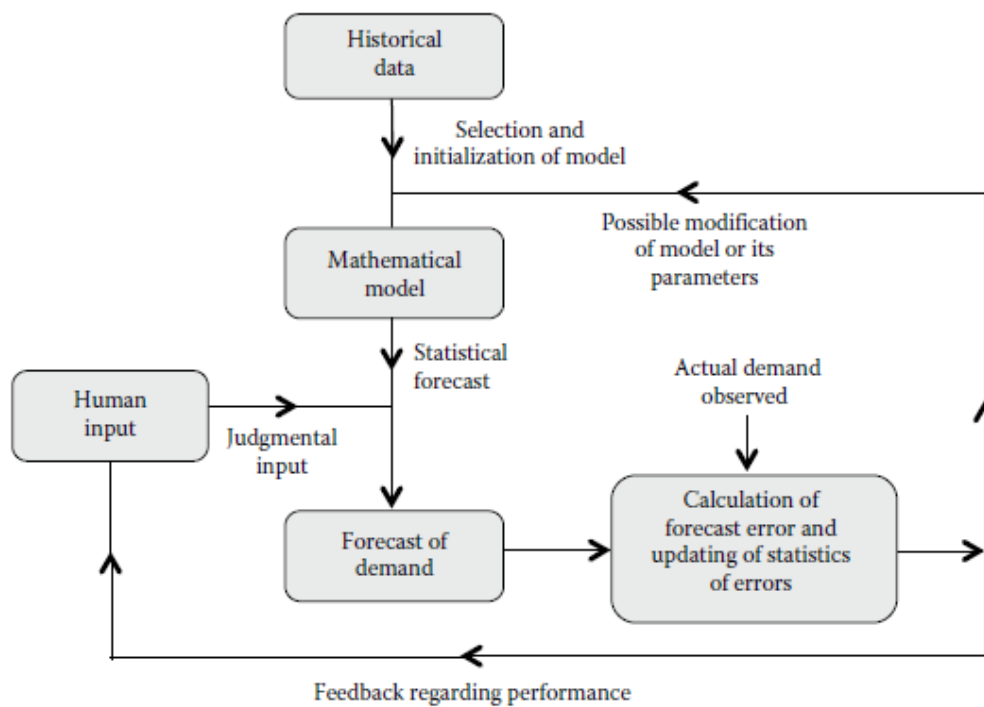 Historical
data
Selection and
initialization of model
Possible modification
of model or its
parameters
Mathematical
model
Statistical
forecast
Actual demand
observed
Human
input
Judgmental
input
Calculation of
forecast error and
updating of statistics
of errors
Forecast of
demand
Feedback regarding performance